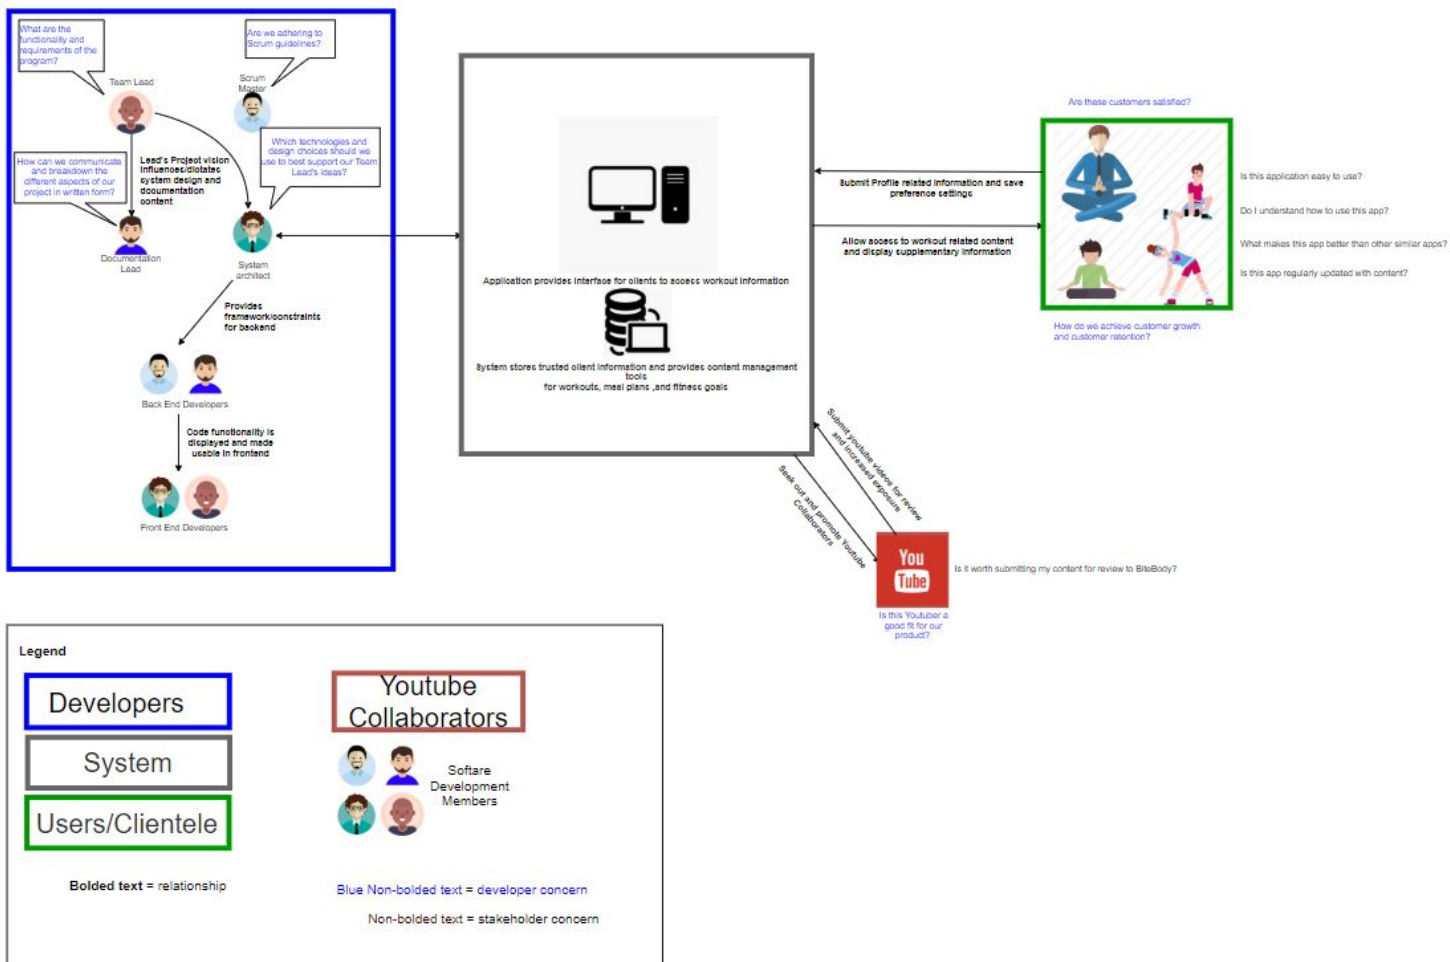 What are the
functionality and
requirements of the
program?
Are we adhering to
Scrum guidelines?
Team Lead
Scrum
Master
How can we communicate
and breakdown the
different aspects of our
project in written form?
Lead's Project vision
influences/dictates
system design and
documentation
content
Which technologies and
design choices should we
use to best support our Team
Lead's ideas?
Documentation
Lead
System
architect
Provides
framework/constraints
for backend
Back End Developers
Code functionality is
displayed and made
usable in frontend
Front End Developers
Application provides interface for clients to access workout information
System stores trusted client information and provides content management
tools
for workouts, meal plans ,and fitness goals
Submit Profile related information and save
preference settings
Allow access to workout related content
and display supplementary information
Are these customers satisfied?
Is this application easy to use?
Do I understand how to use this app?
What makes this app better than other similar apps?
Is this app regularly updated with content?
How do we achieve customer growth
and customer retention?
Submit youtube videos for review
and increased exposure
Seek out and promote Youtube
Collaborators
You
Tube
Is it worth submitting my content for review to BiteBody?
Is this Youtuber a
good fit for our
product?
Legend
Developers
System
Users/Clientele
Youtube
Collaborators
Softare
Development
Members
Bolded text = relationship
Blue Non-bolded text = developer concern
Non-bolded text = stakeholder concern